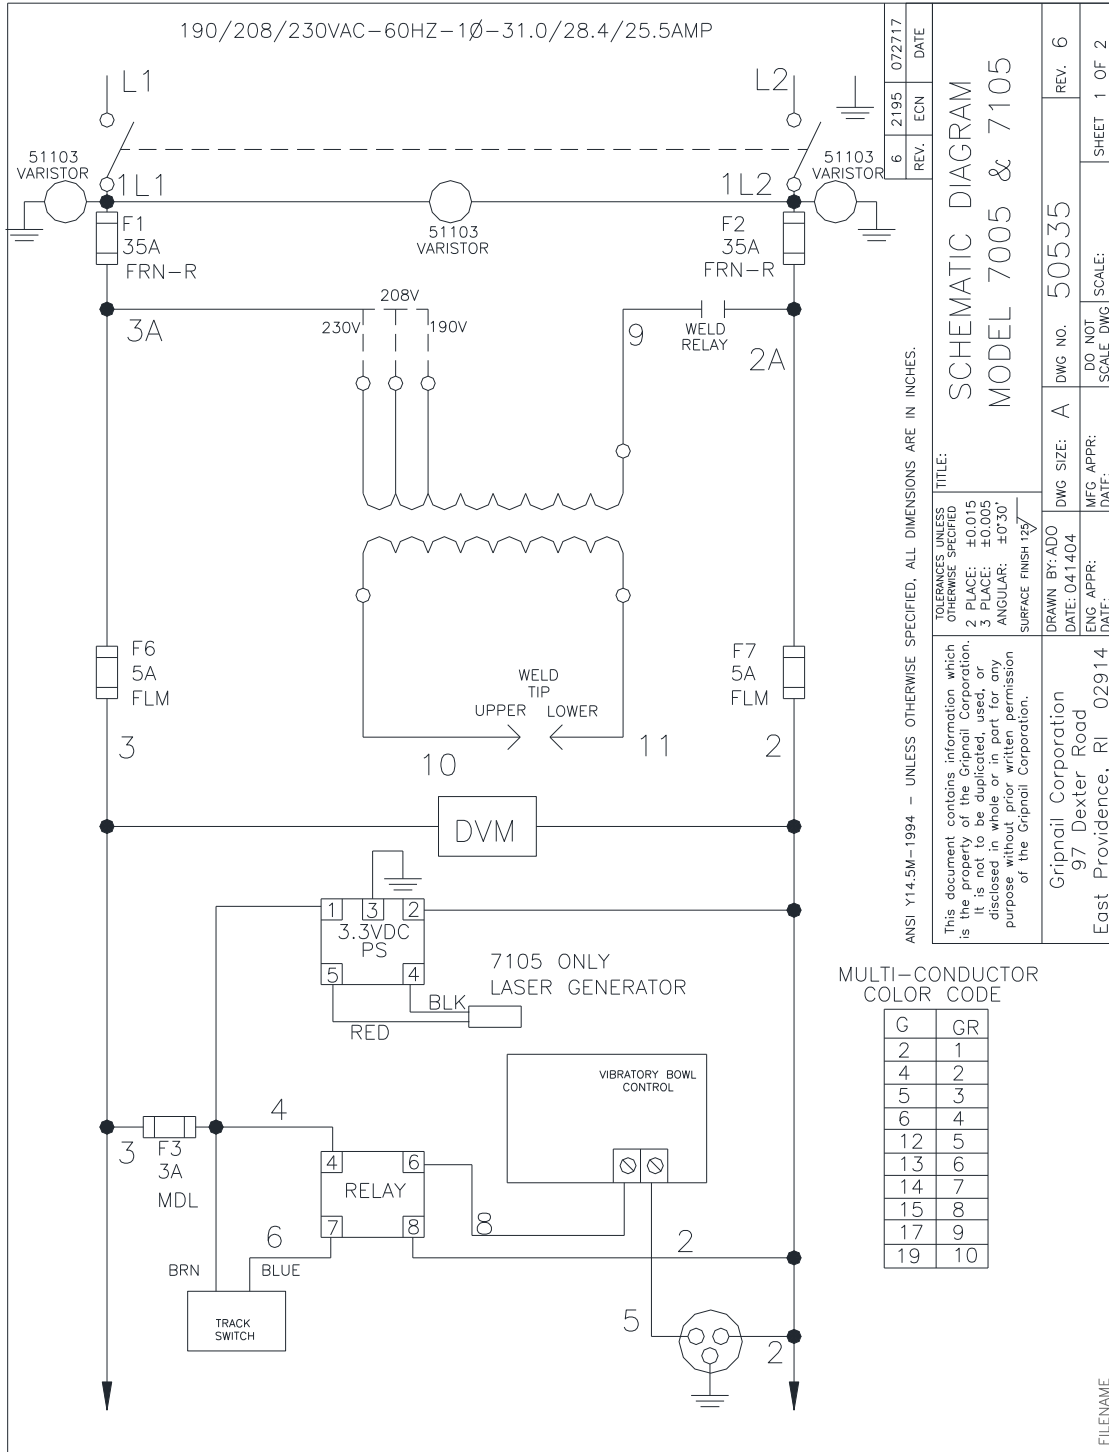 190/208/230VAC-60HZ-1Ø-31.0/28.4/25.5AMP
L1
L2
51103
VARISTOR
51103
VARISTOR
1L1
1L2
51103
VARISTOR
F1
35A
FRN-R
F2
35A
FRN-R
3A
208V
230V
190V
9
WELD
RELAY
2A
F6
5A
FLM
F7
5A
FLM
WELD
TIP
UPPER LOWER
3
10
11
2
DVM
1 3 2
3.3VDC
PS
5 4
7105 ONLY
LASER GENERATOR
BLK
RED
VIBRATORY BOWL
CONTROL
3
F3
3A
MDL
4
4 6
RELAY
7 8
8
6
2
BRN
BLUE
TRACK
SWITCH
5
2
6 2195 072717
REV. ECN DATE
TITLE:
SCHEMATIC DIAGRAM
MODEL 7005 & 7105
ANSI Y14.5M-1994 - UNLESS OTHERWISE SPECIFIED, ALL DIMENSIONS ARE IN INCHES.
TOLERANCES UNLESS
OTHERWISE SPECIFIED
2 PLACE: ±0.015
3 PLACE: ±0.005
ANGULAR: ±0°30'
SURFACE FINISH 125
This document contains information which
is the property of the Gripnail Corporation.
It is not to be duplicated, used, or
disclosed in whole or in part for any
purpose without prior written permission
of the Gripnail Corporation.
Gripnail Corporation
97 Dexter Road
East Providence, RI 02914
DRAWN BY: ADO
DATE: 041404
ENG APPR:
DATE:
DWG SIZE: A
MFG APPR:
DATE:
DWG NO. 50535
REV. 6
DO NOT
SCALE DWG
SCALE:
SHEET 1 OF 2
MULTI-CONDUCTOR
COLOR CODE
G GR
2 1
4 2
5 3
6 4
12 5
13 6
14 7
15 8
17 9
19 10
FILENAME